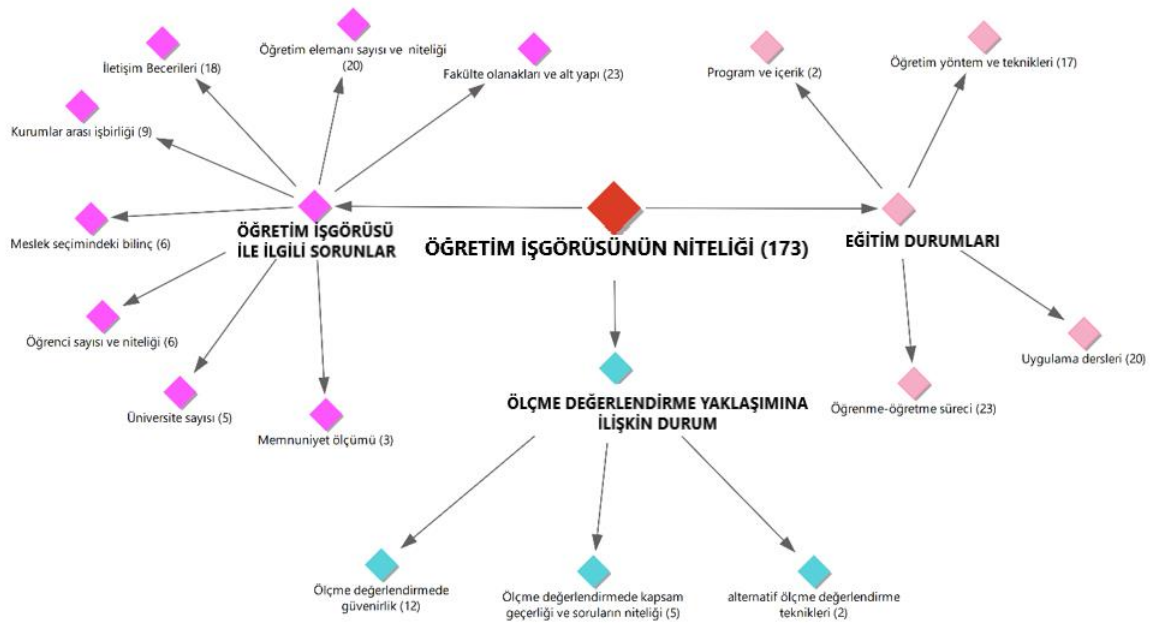 Öğretim elemanı sayısı ve niteliği
(20)
İletişim Becerileri (18)
Fakülte olanakları ve alt yapı (23)
Program ve içerik (2)
Öğretim yöntem ve teknikleri (17)
Kurumlar arası işbirliği (9)
Meslek seçimindeki bilinç (6)
ÖĞRETİM İŞGÖRÜSÜ
İLE İLGİLİ SORUNLAR
ÖĞRETİM İŞGÖRÜSÜNÜN NİTELİĞİ (173)
EĞİTİM DURUMLARI
Öğrenci sayısı ve niteliği (6)
Üniversite sayısı (5)
Memnuniyet ölçümü (3)
Uygulama dersleri (20)
Öğrenme-öğretme süreci (23)
ÖLÇME DEĞERLENDİRME YAKLAŞIMINA
İLİŞKİN DURUM
Ölçme değerlendirmede
güvenirlik (12)
Ölçme değerlendirmede kapsam
geçerliği ve soruların niteliği (5)
alternatif ölçme değerlendirme
teknikleri (2)